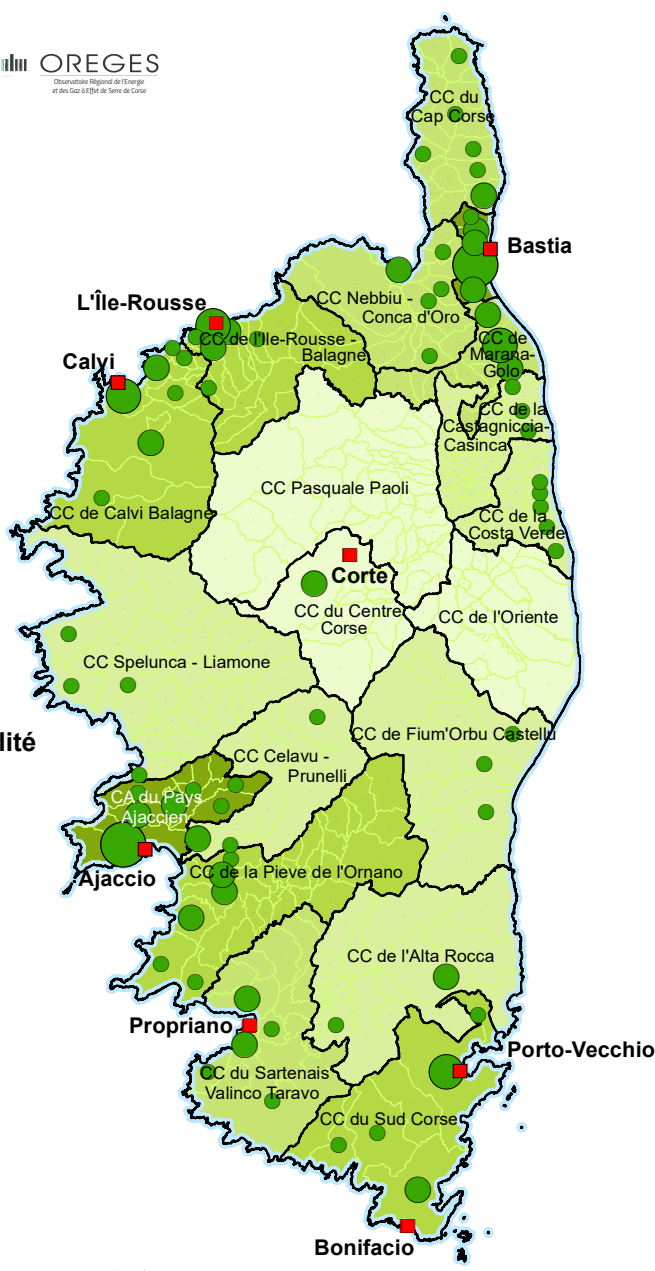 OREGES
Observatoire Régional de l'Energie
et des Gaz à Effet de Serre de Corse
CC du
Cap Corse
Bastia
L'Île-Rousse
CC Nebbiu -
Conca d'Oro
CC de l'Ile-Rousse -
Balagne
CC de
Marana-
Golo
Calvi
CC de la
Castagniccia-
Casinca
CC Pasquale Paoli
CC de Calvi Balagne
CC de la
Costa Verde
Corte
CC du Centre
Corse
CC de l'Oriente
CC Spelunca - Liamone
lité
CC de Fium'Orbu Castellu
CC Celavu -
Prunelli
CA du Pays
Ajaccien
Ajaccio
CC de la Pieve de l'Ornano
CC de l'Alta Rocca
Propriano
Porto-Vecchio
CC du Sartenais
Valinco Taravo
CC du Sud Corse
Bonifacio